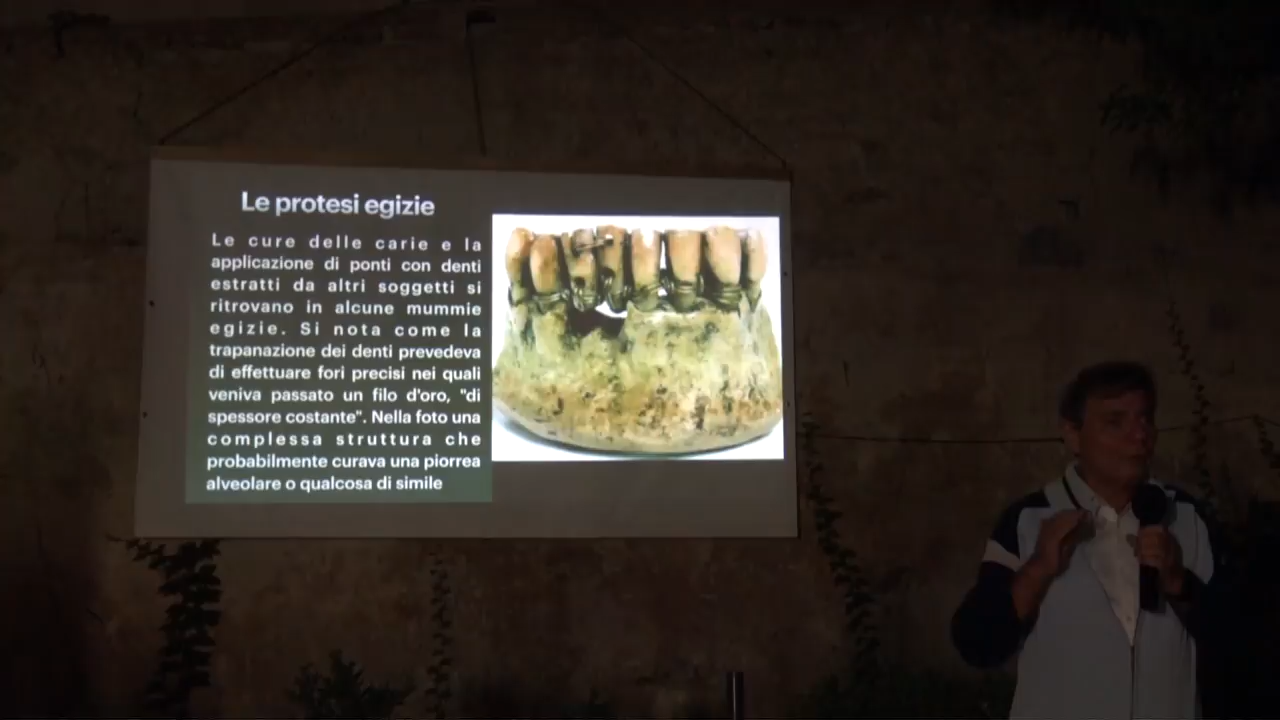 Le protesi egizie
Le cure delle carie e la
applicazione di ponti con denti
estratti da altri soggetti si
ritrovano in alcune mummie
egizie. Si nota come la
trapanazione dei denti prevedeva
di effettuare fori precisi nei quali
veniva passato un filo d'oro, "di
spessore costante". Nella foto una
complessa struttura che
probabilmente curava una piorrea
alveolare o qualcosa di simile